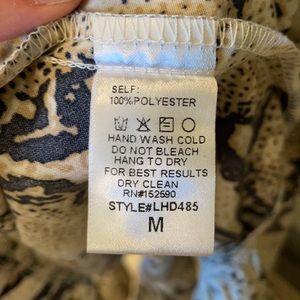 SELF:
100%POLYESTER
HAND WASH COLD
DO NOT BLEACH
HANG TO DRY
FOR BEST RESULTS
DRY CLEAN
RN#152590
STYLE#LHD485
M